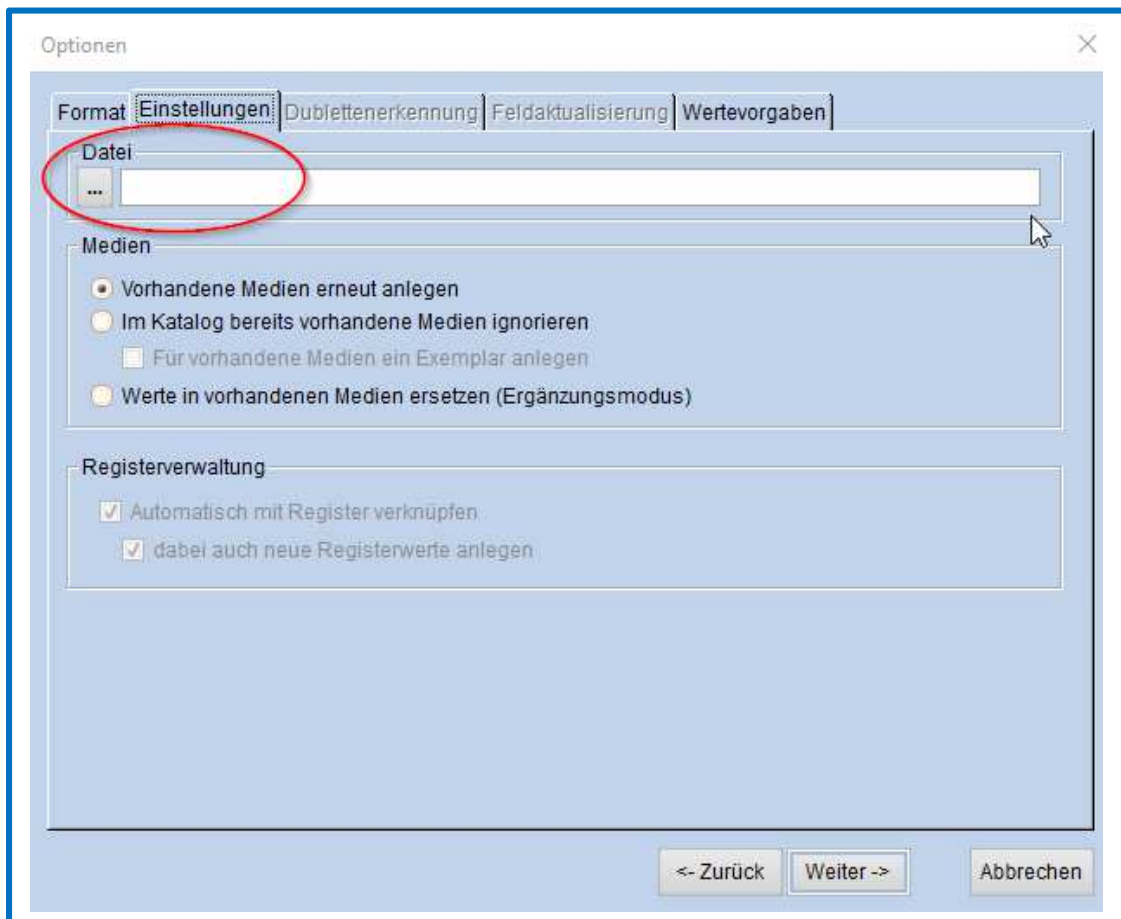 Optionen
Format Einstellungen Dublettenerkennung Feldaktualisierung Wertevorgaben
Datei
...
Medien
Vorhandene Medien erneut anlegen
Im Katalog bereits vorhandene Medien ignorieren
Für vorhandene Medien ein Exemplar anlegen
Werte in vorhandenen Medien ersetzen (Ergänzungsmodus)
Registerverwaltung
Automatisch mit Register verknüpfen
dabei auch neue Registerwerte anlegen
<- Zurück Weiter -> Abbrechen